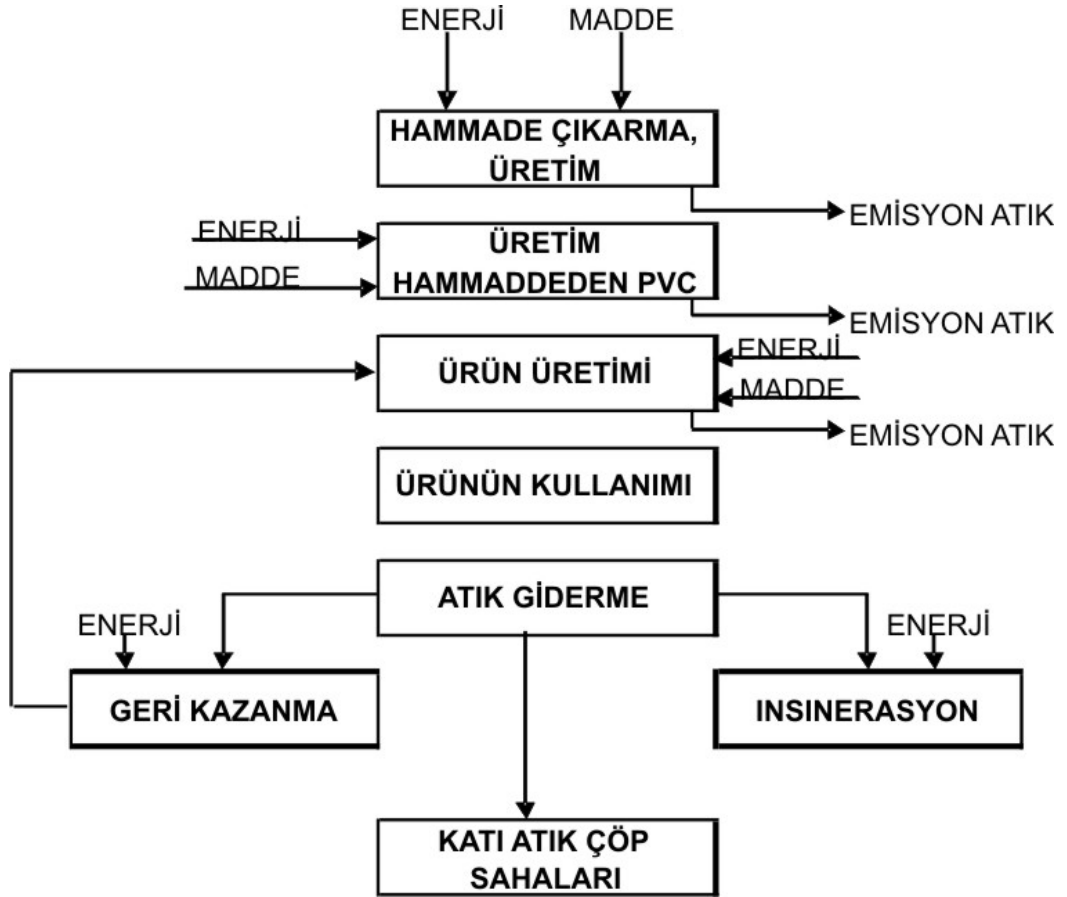 ENERJİ MADDE
HAMMADE ÇIKARMA,
ÜRETİM
EMİSYON ATIK
ENERJİ
MADDE
ÜRETİM
HAMMADDEDEN PVC
EMİSYON ATIK
ÜRÜN ÜRETİMİ
ENERJİ
MADDE
EMİSYON ATIK
ÜRÜNÜN KULLANIMI
ATIK GİDERME
ENERJİ
ENERJİ
GERİ KAZANMA
INSINERASYON
KATI ATIK ÇÖP
SAHALARI